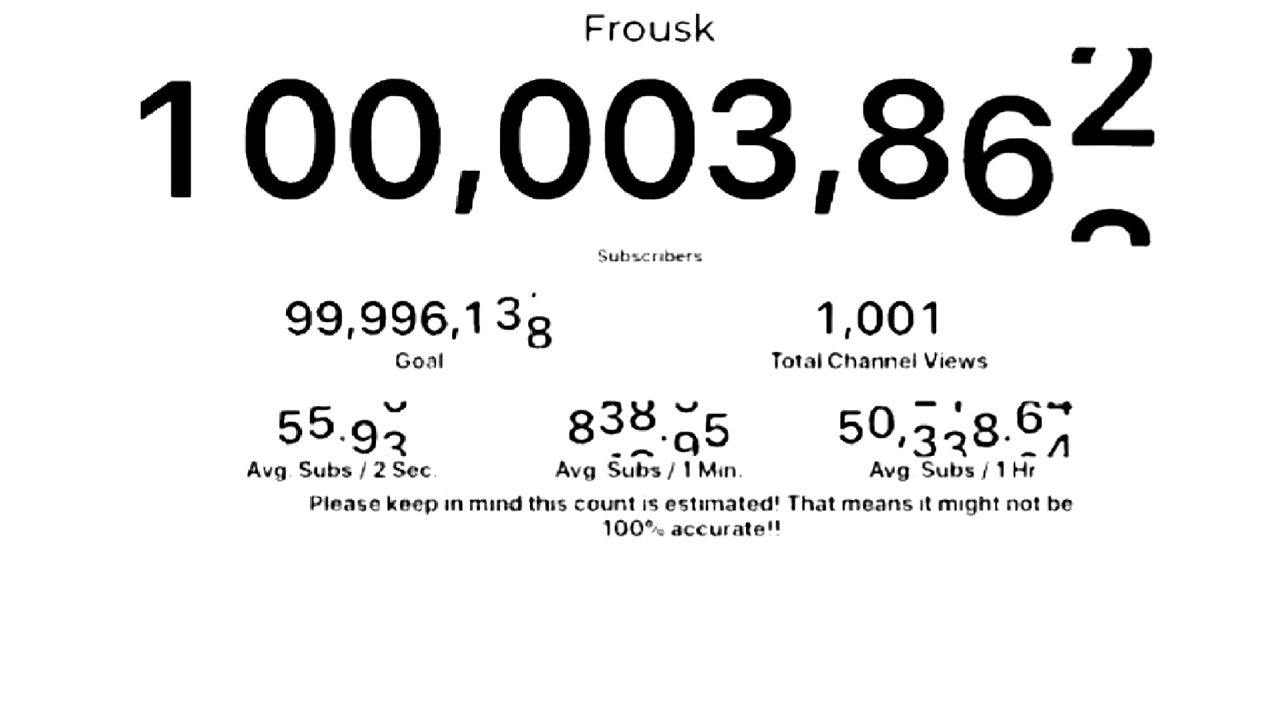 Frousk
100,003,862
Subscribers
99,996,138 1,001
Goal Total Channel Views
Avg. Subs / 2 Sec. Avg. Subs / 1 Min. Avg. Subs / 1 Hr
Please keep in mind this count is estimated! That means it might not be
100% accurate!!